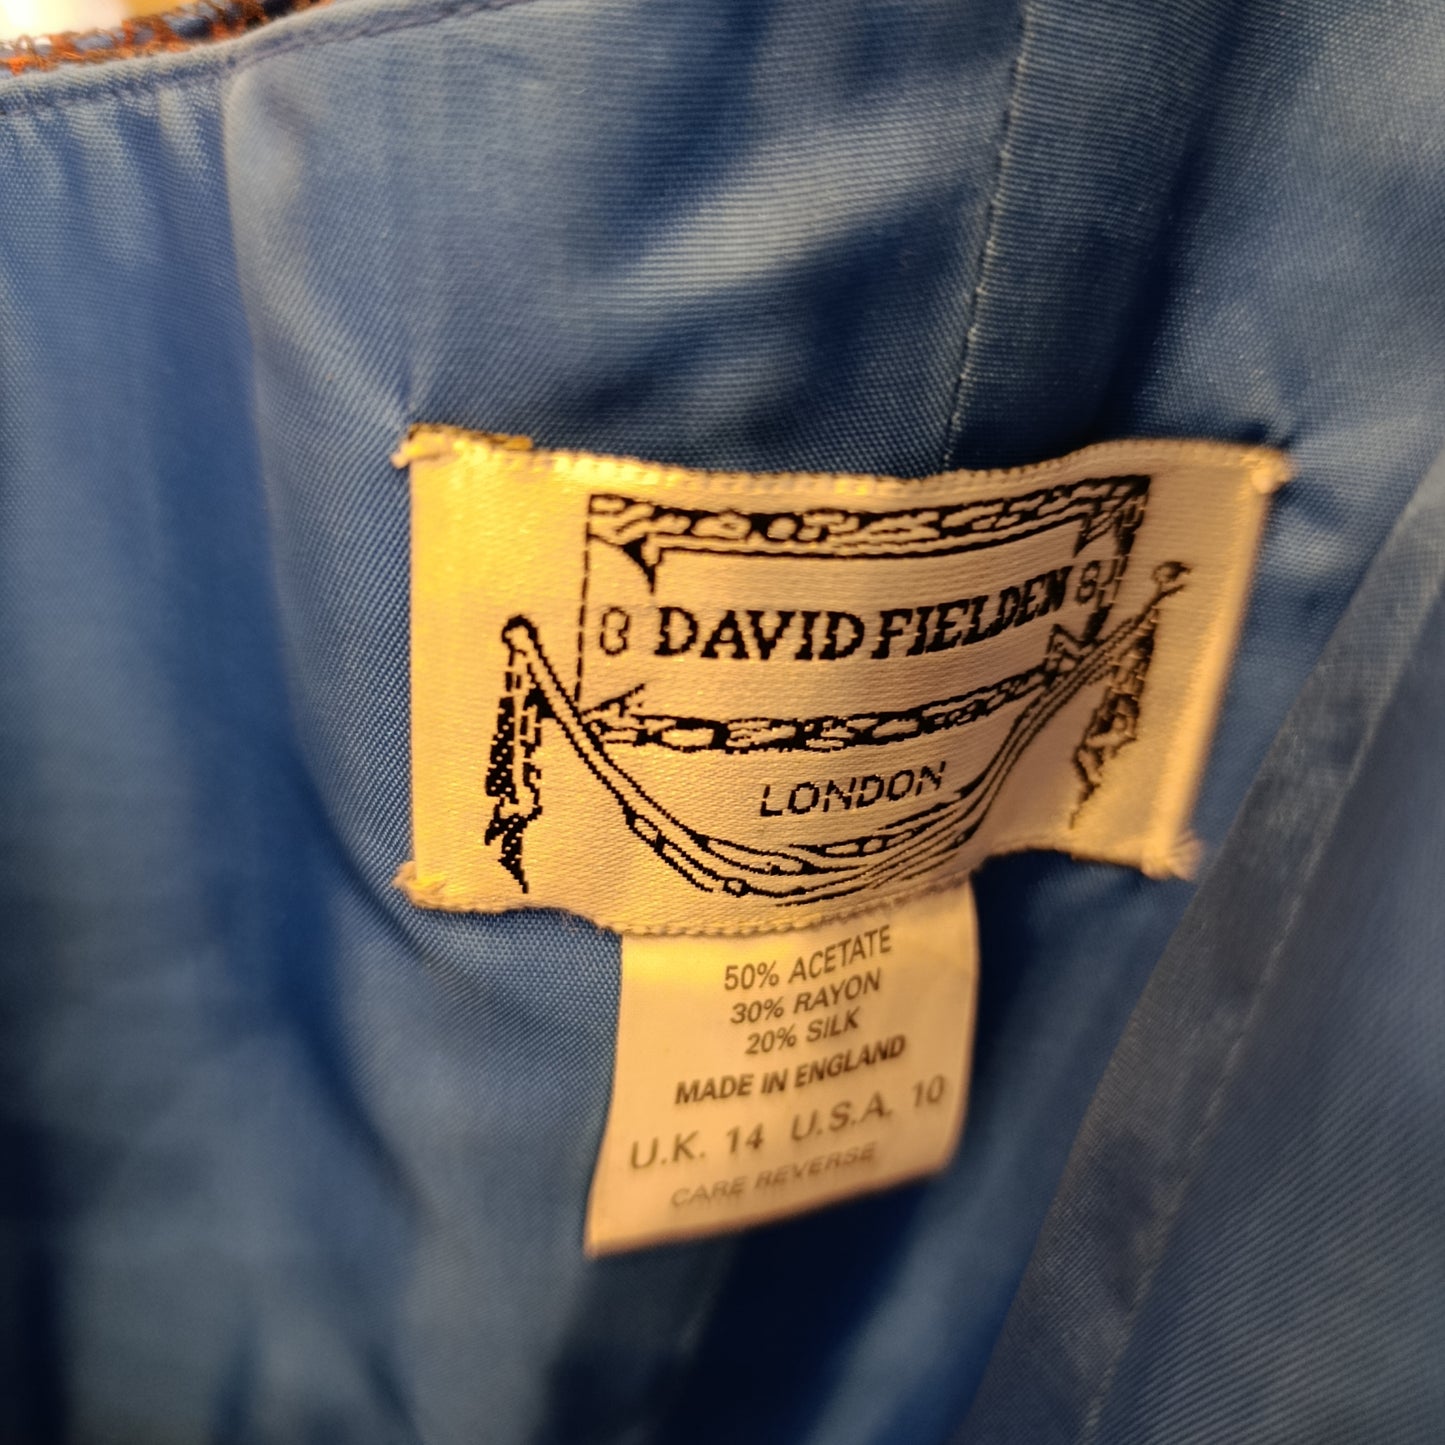 DAVID FIELDEN
LONDON
50% ACETATE
30% RAYON
20% SILK
MADE IN ENGLAND
U.K. 14 U.S.A. 10
CARE REVERSE